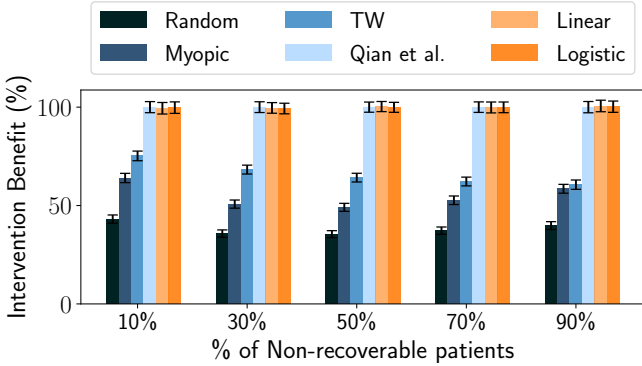 Random TW Linear
Myopic Qian et al. Logistic
Intervention Benefit (%)
100
50
0
10% 30% 50% 70% 90%
% of Non-recoverable patients